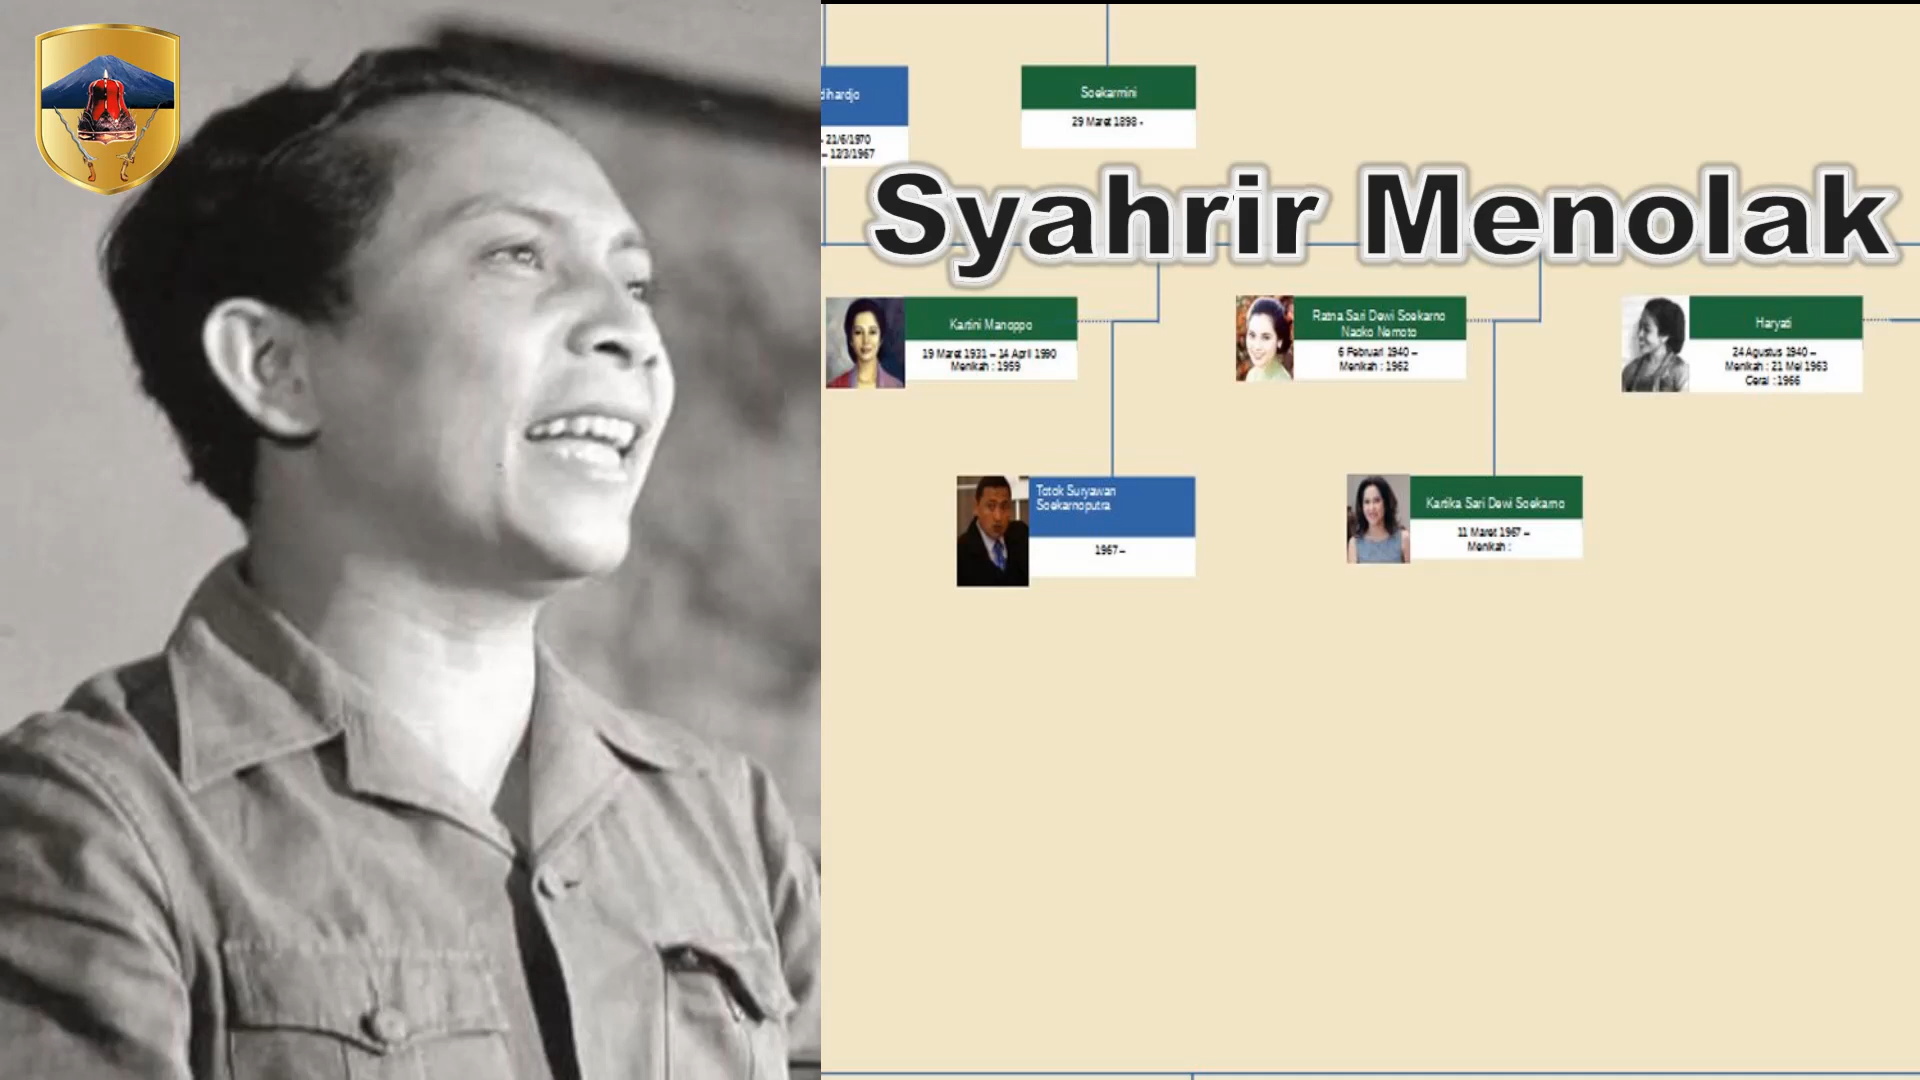 dihardjo
- 21/6/1970
– 12/3/1967
Soekarmini
29 Maret 1898 -
Syahrir Menolak
Kartini Manoppo
19 Maret 1931 – 14 April 1990
Menikah : 1959
Ratna Sari Dewi Soekarno
Naoko Nemoto
6 Februari 1940 –
Menikah : 1962
Haryati
24 Agustus 1940 –
Menikah : 21 Mei 1963
Cerai : 1966
Totok Suryawan
Soekarnoputra
1967 –
Kartika Sari Dewi Soekarno
11 Maret 1967 –
Menikah :